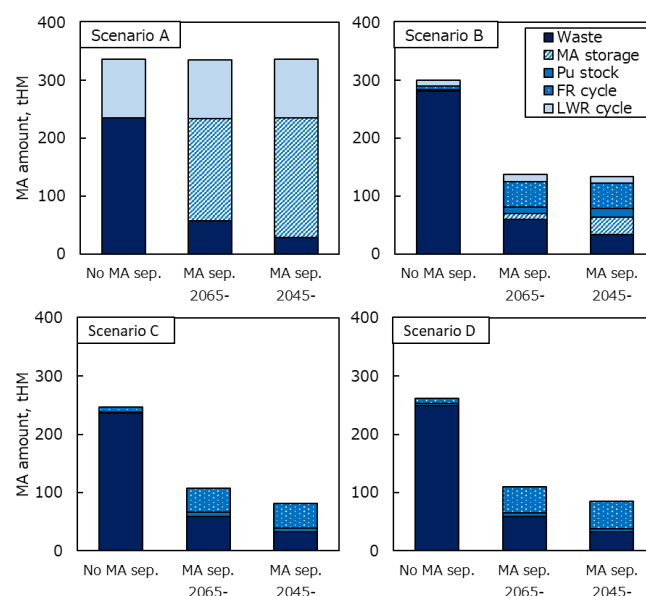 400
300
200
100
0
MA amount, tHM
Scenario A
No MA sep.
MA sep.
2065-
MA sep.
2045-
400
300
200
100
0
Scenario B
Waste
MA storage
Pu stock
FR cycle
LWR cycle
No MA sep.
MA sep.
2065-
MA sep.
2045-
400
300
200
100
0
MA amount, tHM
Scenario C
No MA sep.
MA sep.
2065-
MA sep.
2045-
400
300
200
100
0
Scenario D
No MA sep.
MA sep.
2065-
MA sep.
2045-